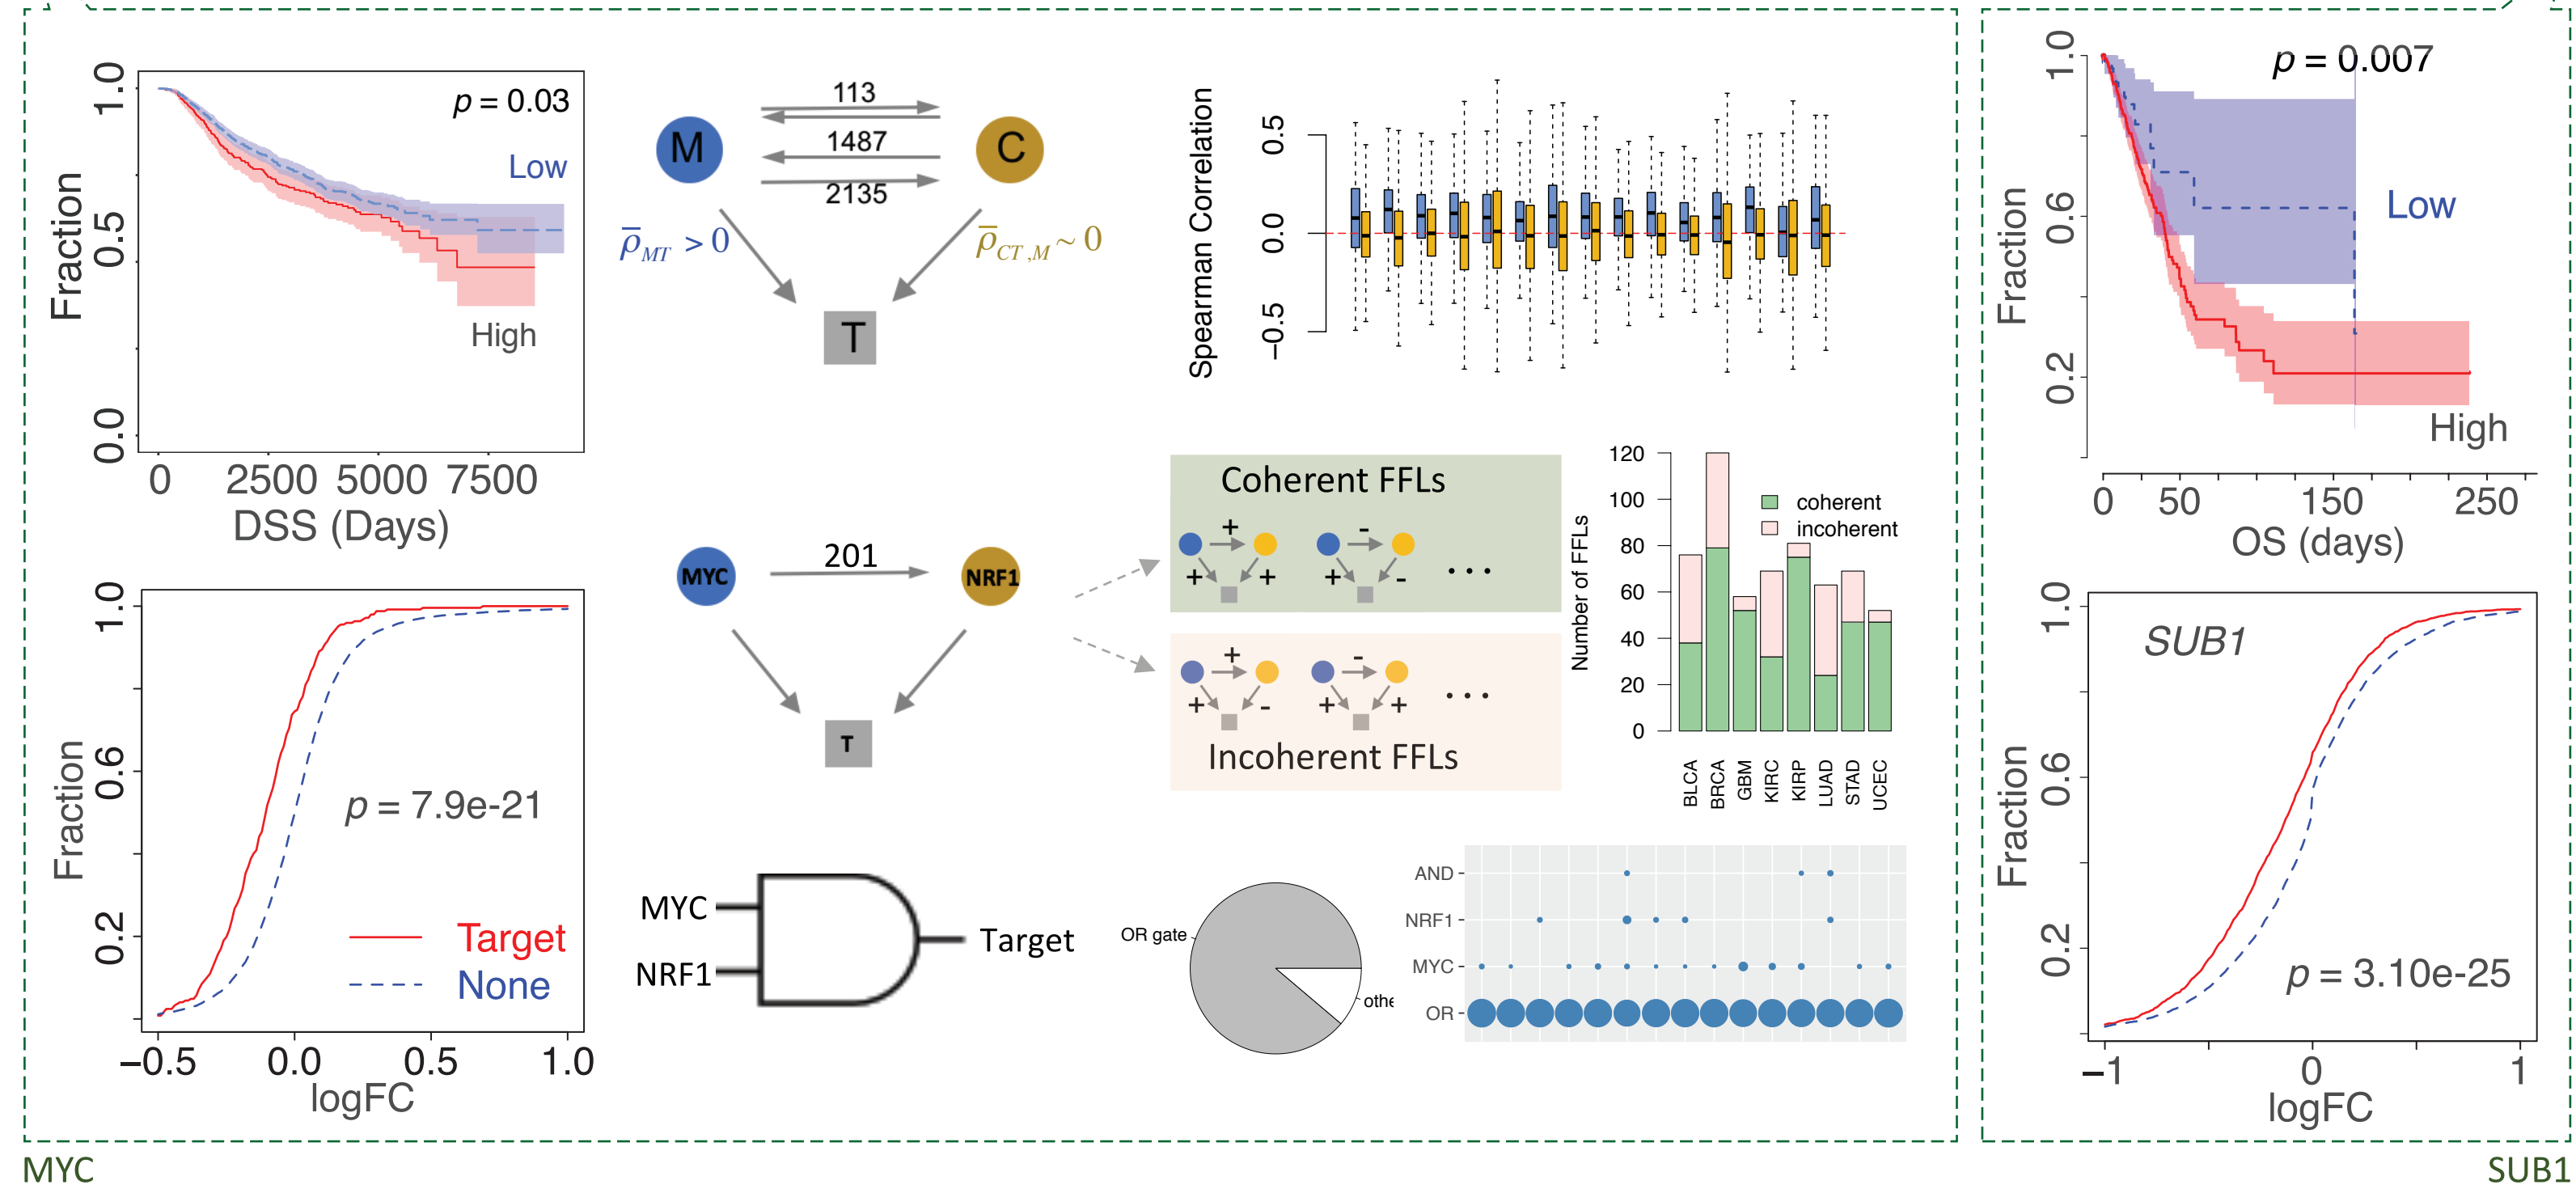 1.0
0.5
0.0
Fraction
p = 0.03
Low
High
0 2500 5000 7500
DSS (Days)
M
C
T
113
1487
2135
ρ̄MT > 0
ρ̄CT,M ~ 0
Spearman Correlation
0.5
0.0
−0.5
1.0
0.6
0.2
Fraction
p = 7.9e-21
Target
None
−0.5 0.0 0.5 1.0
logFC
MYC
201
NRF1
T
Coherent FFLs
+
+ +
-
+ -
...
+
+ -
-
+ +
...
Incoherent FFLs
Number of FFLs
120
100
80
60
40
20
0
coherent
incoherent
BLCA
BRCA
GBM
KIRC
KIRP
LUAD
STAD
UCEC
MYC
NRF1
Target
OR gate
othe
AND
NRF1
MYC
OR
MYC
p = 0.007
1.0
0.6
0.2
Fraction
Low
High
0 50 150 250
OS (days)
1.0
0.6
0.2
Fraction
SUB1
p = 3.10e-25
−1 0 1
logFC
SUB1